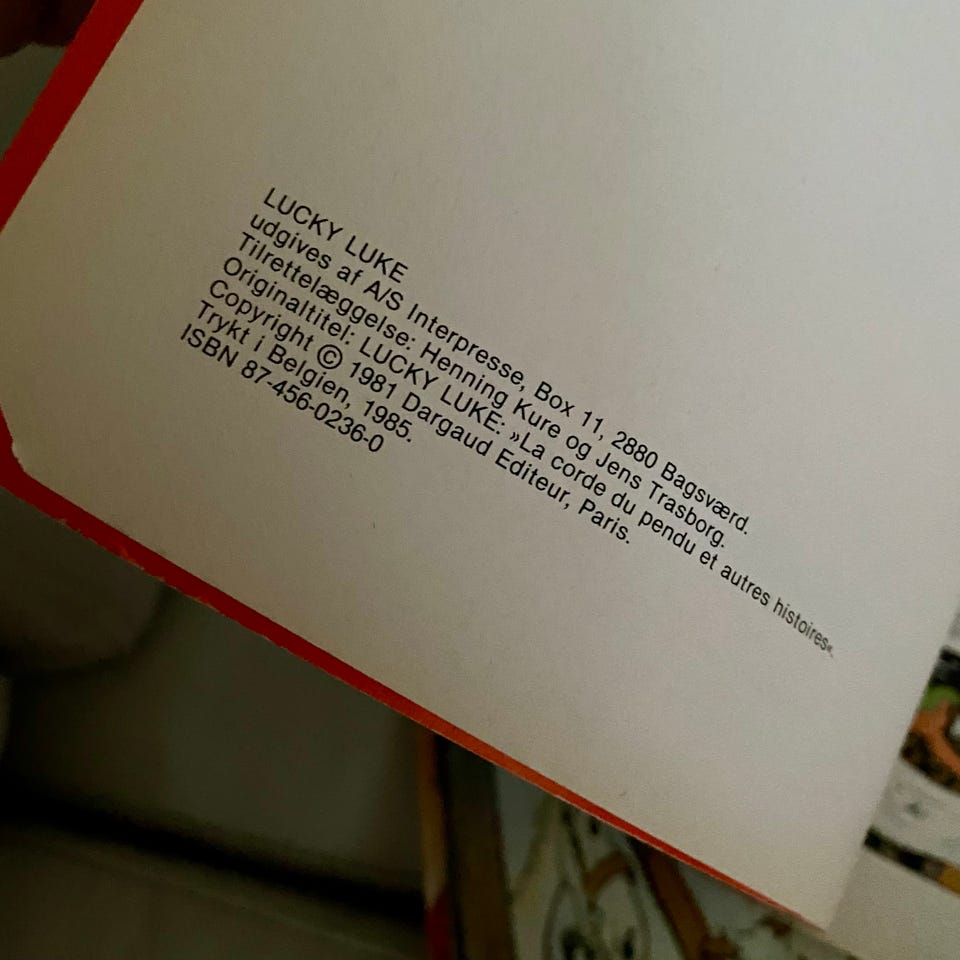 LUCKY LUKE
udgives af A/S Interpresse, Box 11, 2880 Bagsværd.
Tilrettelæggelse: Henning Kure og Jens Trasborg.
Originaltitel: LUCKY LUKE: »La corde du pendu et autres histoires«.
Copyright © 1981 Dargaud Editeur, Paris.
Trykt i Belgien, 1985.
ISBN 87-456-0236-0